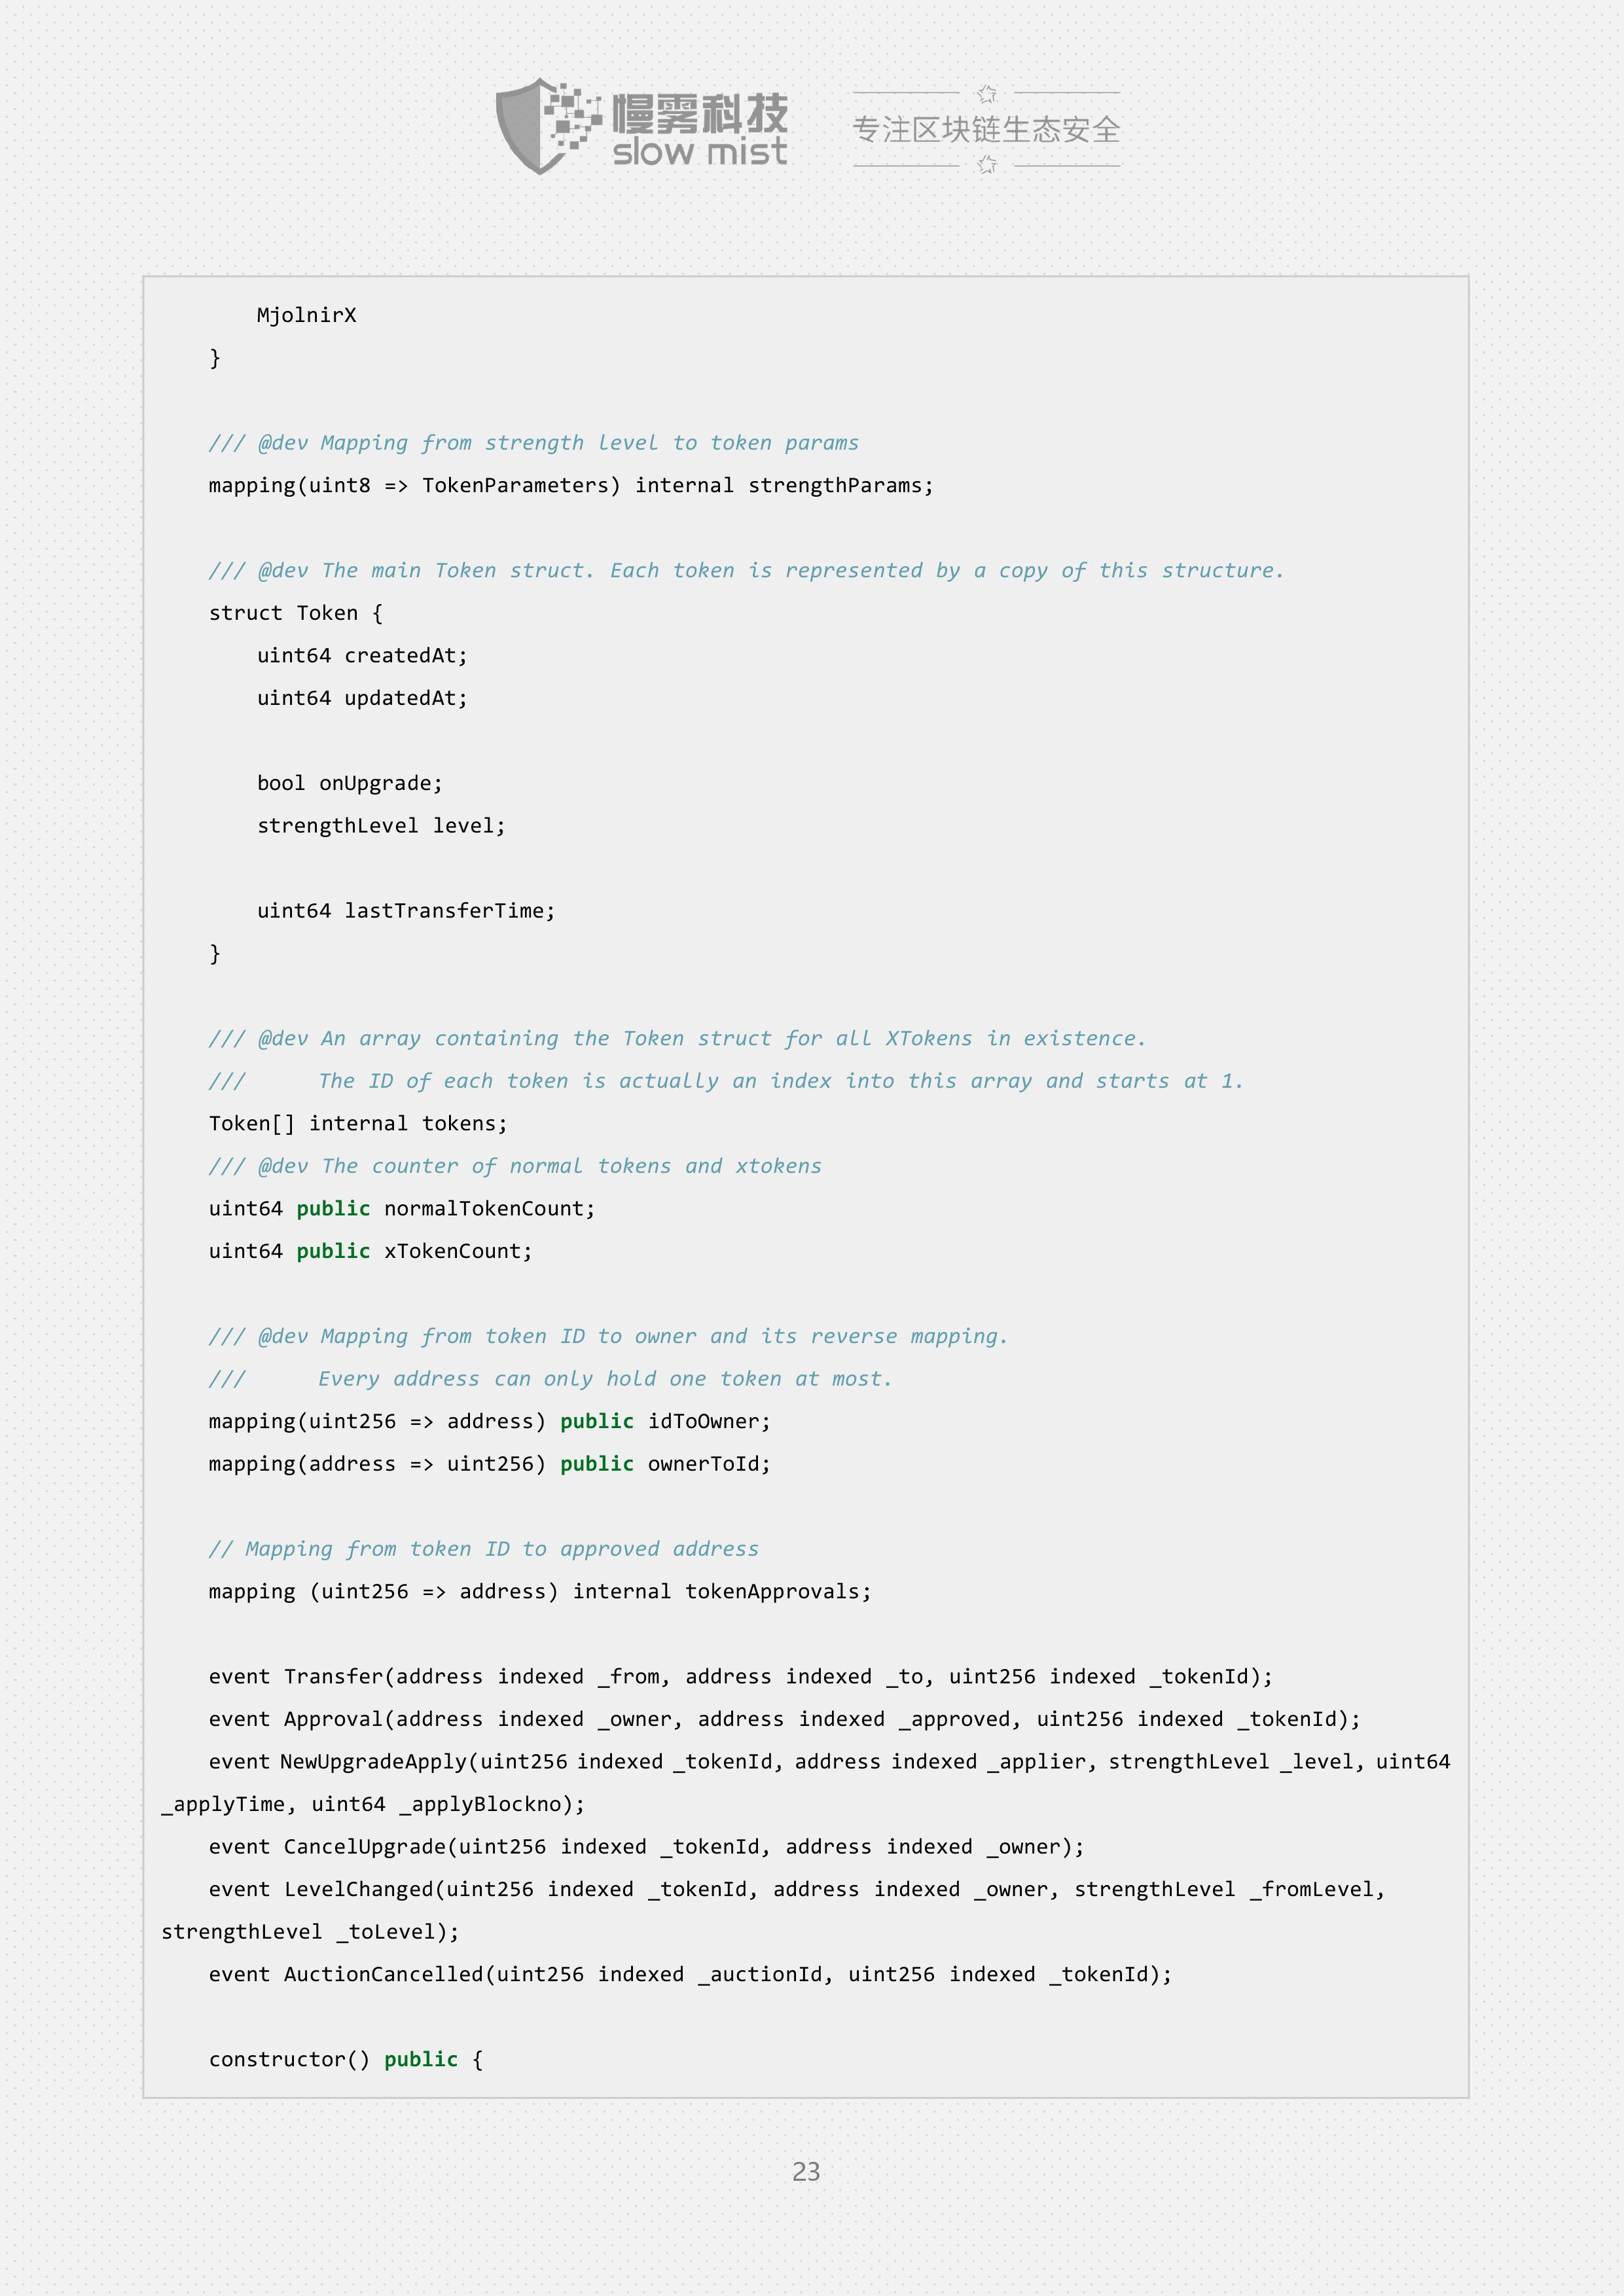 慢雾科技
slow mist
专注区块链生态安全
MjolnirX
}
/// @dev Mapping from strength level to token params
mapping(uint8 => TokenParameters) internal strengthParams;
/// @dev The main Token struct. Each token is represented by a copy of this structure.
struct Token {
uint64 createdAt;
uint64 updatedAt;
bool onUpgrade;
strengthLevel level;
uint64 lastTransferTime;
}
/// @dev An array containing the Token struct for all XTokens in existence.
/// The ID of each token is actually an index into this array and starts at 1.
Token[] internal tokens;
/// @dev The counter of normal tokens and xtokens
uint64 public normalTokenCount;
uint64 public xTokenCount;
/// @dev Mapping from token ID to owner and its reverse mapping.
/// Every address can only hold one token at most.
mapping(uint256 => address) public idToOwner;
mapping(address => uint256) public ownerToId;
// Mapping from token ID to approved address
mapping (uint256 => address) internal tokenApprovals;
event Transfer(address indexed _from, address indexed _to, uint256 indexed _tokenId);
event Approval(address indexed _owner, address indexed _approved, uint256 indexed _tokenId);
event NewUpgradeApply(uint256 indexed _tokenId, address indexed _applier, strengthLevel _level, uint64
_applyTime, uint64 _applyBlockno);
event CancelUpgrade(uint256 indexed _tokenId, address indexed _owner);
event LevelChanged(uint256 indexed _tokenId, address indexed _owner, strengthLevel _fromLevel,
strengthLevel _toLevel);
event AuctionCancelled(uint256 indexed _auctionId, uint256 indexed _tokenId);
constructor() public {
23